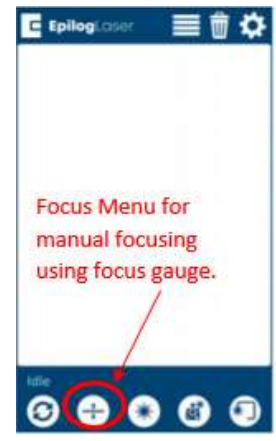 EpilogLaser
Focus Menu for
manual focusing
using focus gauge.
Idle